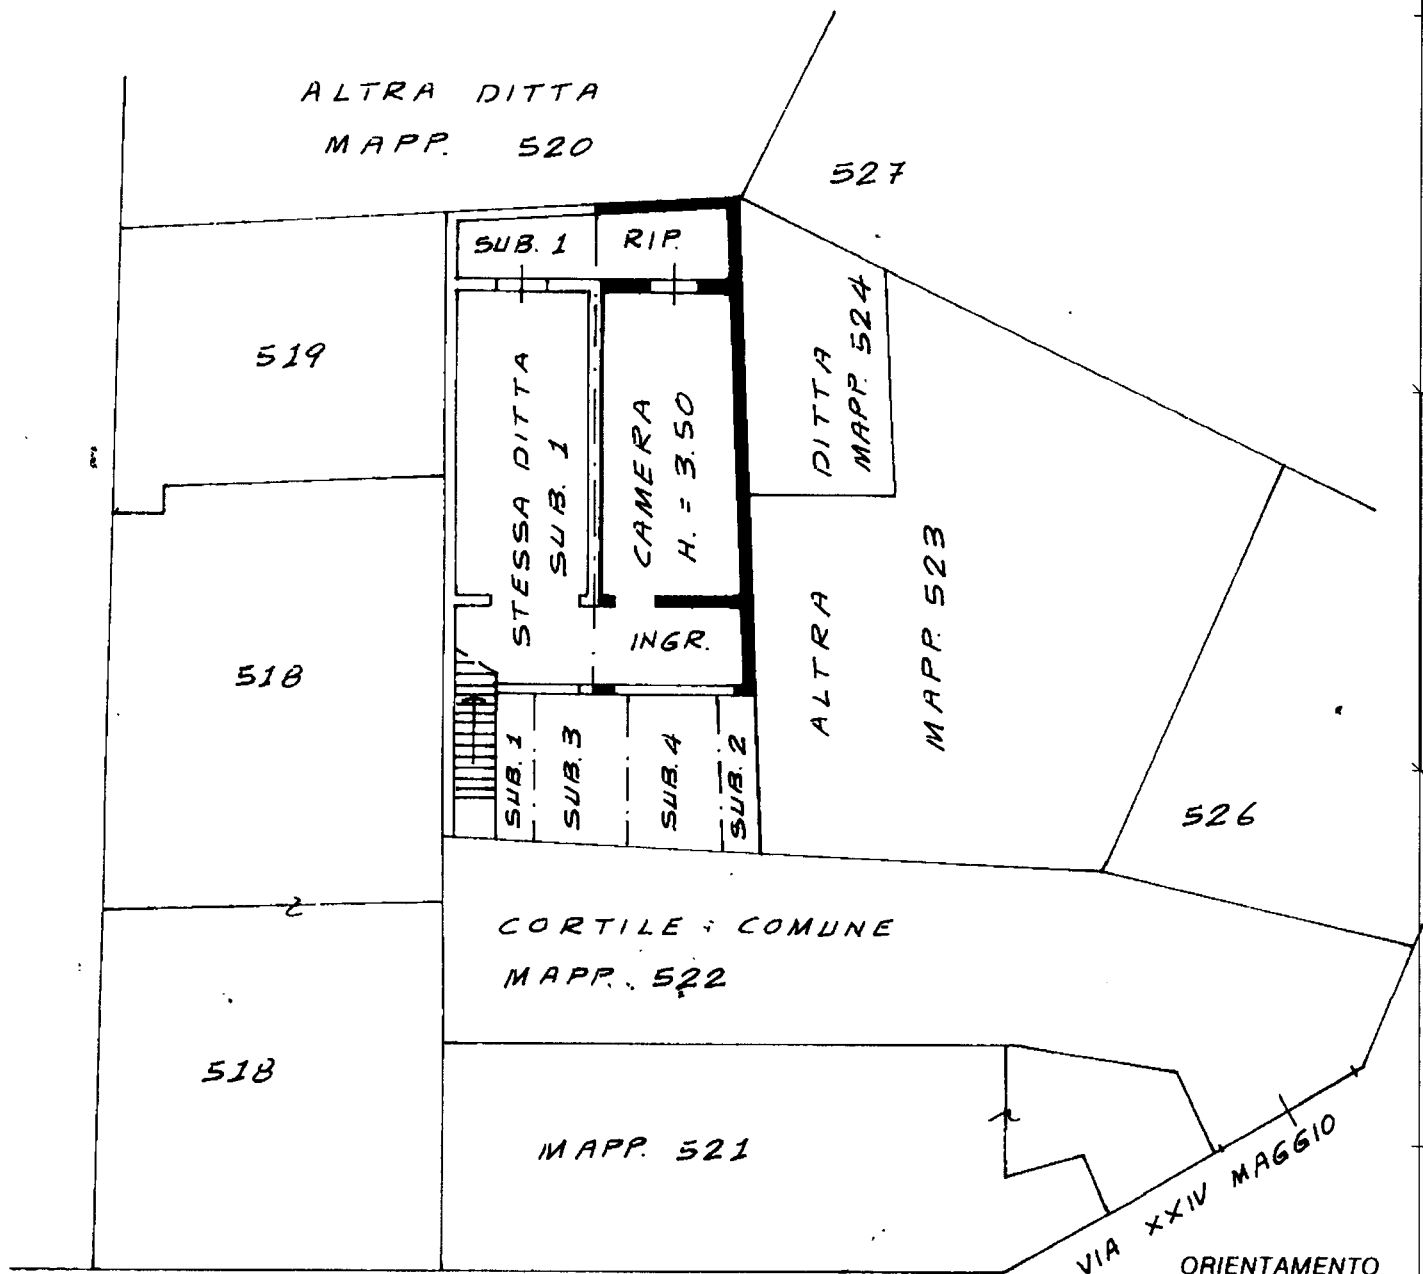 ALTRA DITTA
MAPP. 520
527
SUB. 1
RIP.
519
STESSA DITTA
SUB. 1
CAMERA
H. = 3.50
DITTA
MAPP. 524
ALTRA
MAPP. 523
INGR.
518
SUB. 1
SUB. 3
SUB. 4
SUB. 2
526
CORTILE COMUNE
MAPP. 522
518
MAPP. 521
VIA XXIV MAGGIO
ORIENTAMENTO